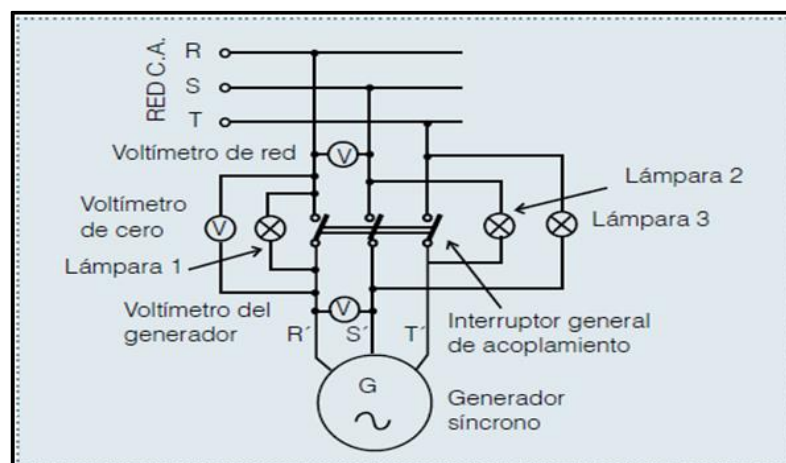 RED C.A.
R
S
T
Voltímetro de red
V
Lámpara 2
Voltímetro
de cero
V
Lámpara 3
Lámpara 1
Voltímetro del
generador
V
R´
S´
T´
Interruptor general
de acoplamiento
G
Generador
síncrono